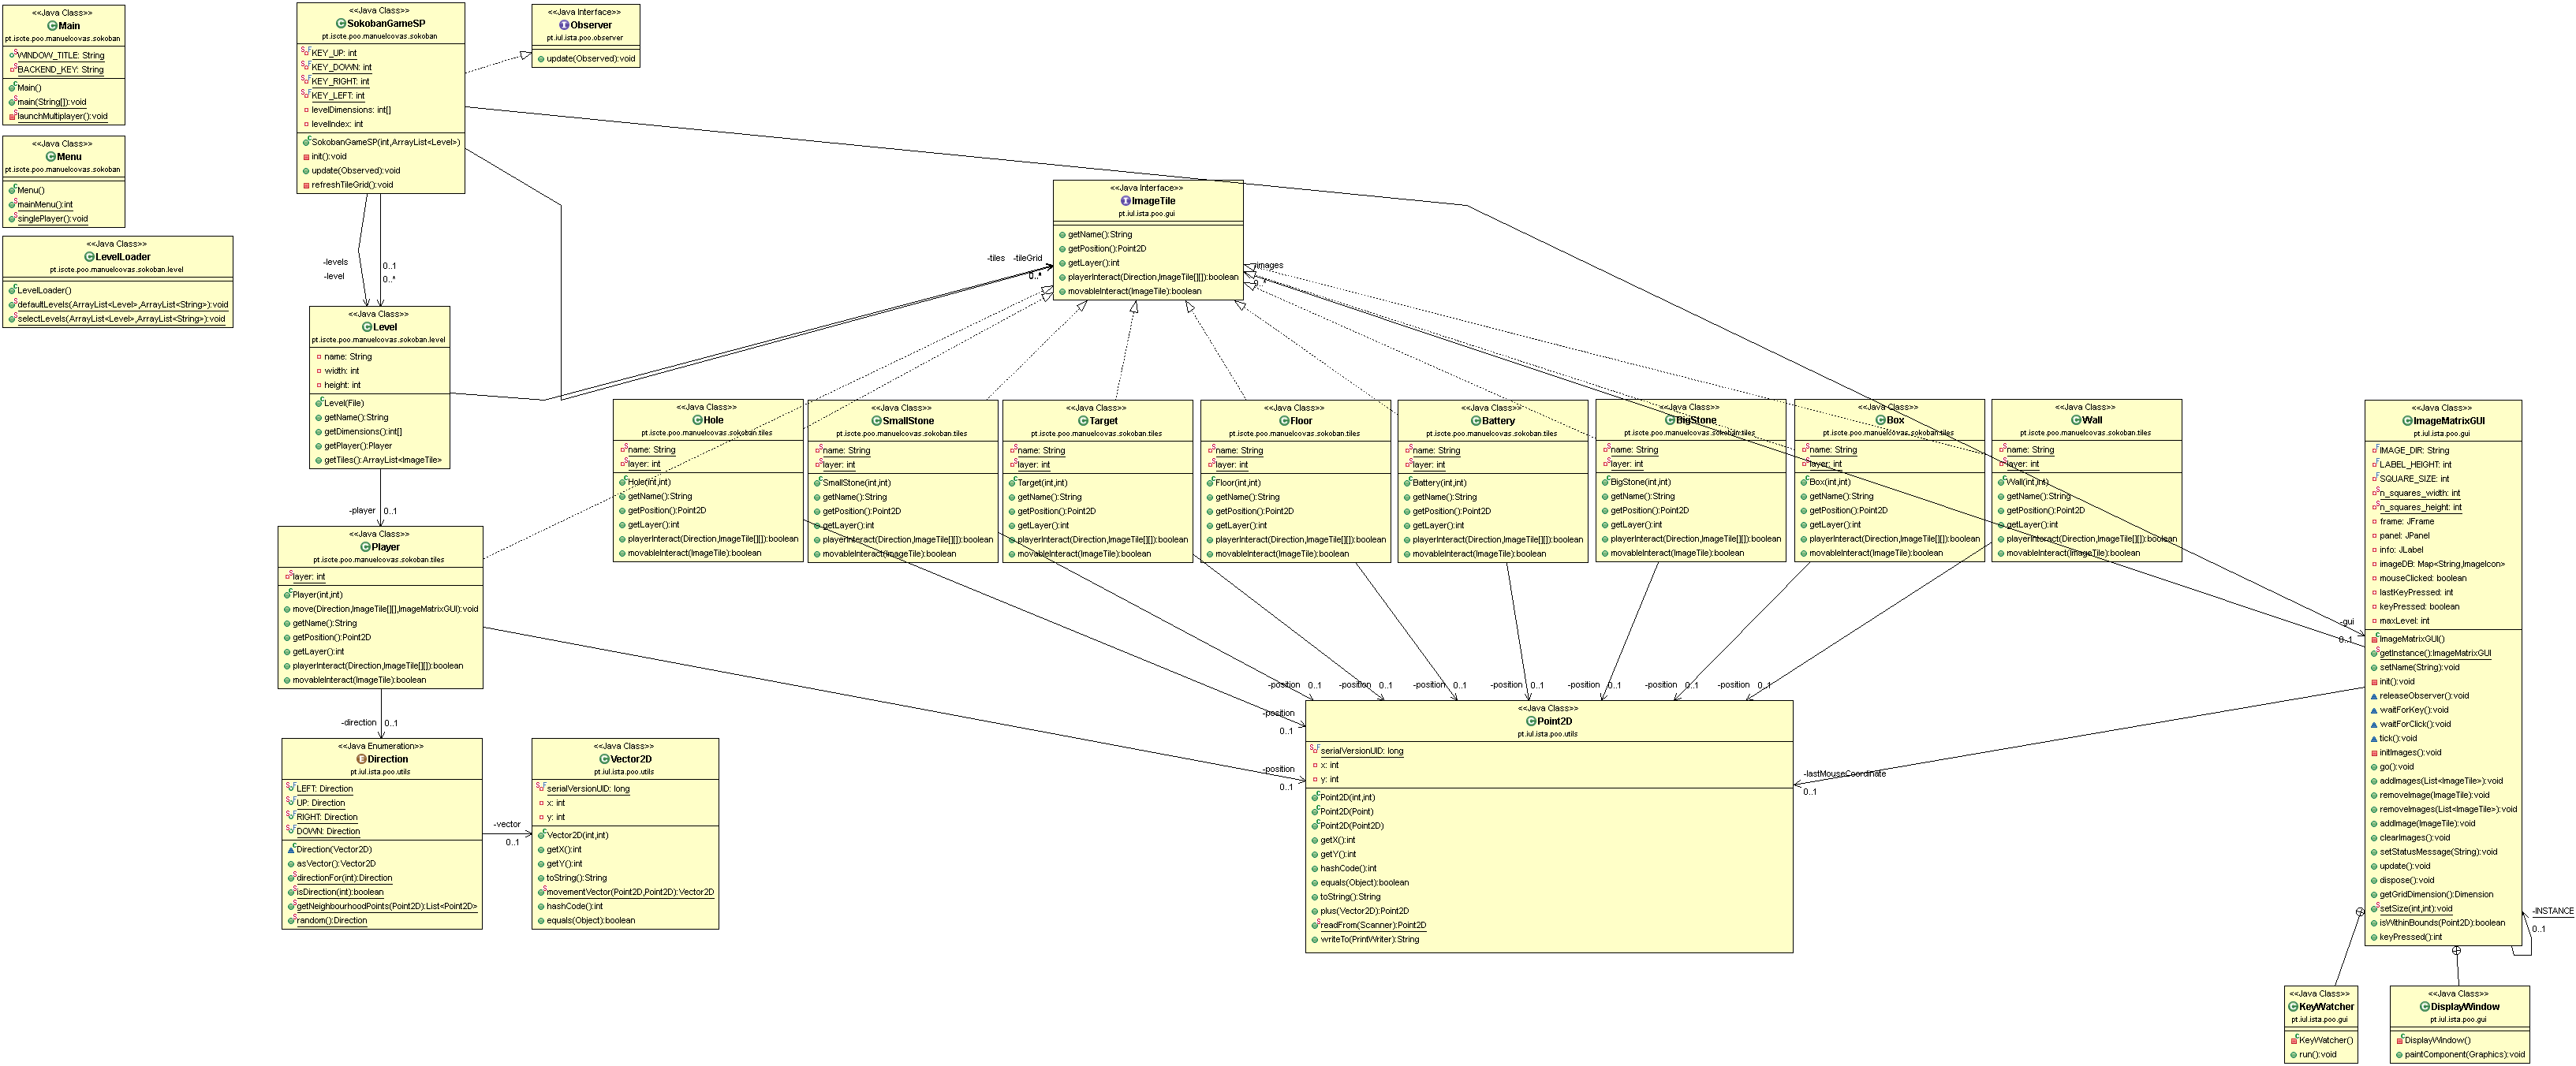 <<Java Class>>
Main
pt.iscte.poo.manuelcovas.sokoban
WINDOW_TITLE: String
BACKEND_KEY: String
Main()
main(String[]):void
launchMultiplayer():void
<<Java Class>>
Menu
pt.iscte.poo.manuelcovas.sokoban
Menu()
mainMenu():int
singlePlayer():void
<<Java Class>>
LevelLoader
pt.iscte.poo.manuelcovas.sokoban.level
LevelLoader()
defaultLevels(ArrayList<Level>,ArrayList<String>):void
selectLevels(ArrayList<Level>,ArrayList<String>):void
<<Java Class>>
SokobanGameSP
pt.iscte.poo.manuelcovas.sokoban
KEY_UP: int
KEY_DOWN: int
KEY_RIGHT: int
KEY_LEFT: int
levelDimensions: int[]
levelIndex: int
SokobanGameSP(int,ArrayList<Level>)
init():void
update(Observed):void
refreshTileGrid():void
<<Java Interface>>
Observer
pt.iul.ista.poo.observer
update(Observed):void
-levels
-level
0..1
0..*
<<Java Class>>
Level
pt.iscte.poo.manuelcovas.sokoban.level
name: String
width: int
height: int
Level(File)
getName():String
getDimensions():int[]
getPlayer():Player
getTiles():ArrayList<ImageTile>
-player
0..1
<<Java Class>>
Player
pt.iscte.poo.manuelcovas.sokoban.tiles
layer: int
Player(int,int)
move(Direction,ImageTile[][],ImageMatrixGUI):void
getName():String
getPosition():Point2D
getLayer():int
playerInteract(Direction,ImageTile[][]):boolean
movableInteract(ImageTile):boolean
-direction
0..1
<<Java Enumeration>>
Direction
pt.iul.ista.poo.utils
LEFT: Direction
UP: Direction
RIGHT: Direction
DOWN: Direction
Direction(Vector2D)
asVector():Vector2D
directionFor(int):Direction
isDirection(int):boolean
getNeighbourhoodPoints(Point2D):List<Point2D>
random():Direction
-vector
0..1
<<Java Class>>
Vector2D
pt.iul.ista.poo.utils
serialVersionUID: long
x: int
y: int
Vector2D(int,int)
getX():int
getY():int
toString():String
movementVector(Point2D,Point2D):Vector2D
hashCode():int
equals(Object):boolean
<<Java Interface>>
ImageTile
pt.iul.ista.poo.gui
getName():String
getPosition():Point2D
getLayer():int
playerInteract(Direction,ImageTile[][]):boolean
movableInteract(ImageTile):boolean
-tiles
-tileGrid
0..*
-images
0..*
<<Java Class>>
Hole
pt.iscte.poo.manuelcovas.sokoban.tiles
name: String
layer: int
Hole(int,int)
getName():String
getPosition():Point2D
getLayer():int
playerInteract(Direction,ImageTile[][]):boolean
movableInteract(ImageTile):boolean
<<Java Class>>
SmallStone
pt.iscte.poo.manuelcovas.sokoban.tiles
name: String
layer: int
SmallStone(int,int)
getName():String
getPosition():Point2D
getLayer():int
playerInteract(Direction,ImageTile[][]):boolean
movableInteract(ImageTile):boolean
<<Java Class>>
Target
pt.iscte.poo.manuelcovas.sokoban.tiles
name: String
layer: int
Target(int,int)
getName():String
getPosition():Point2D
getLayer():int
playerInteract(Direction,ImageTile[][]):boolean
movableInteract(ImageTile):boolean
<<Java Class>>
Floor
pt.iscte.poo.manuelcovas.sokoban.tiles
name: String
layer: int
Floor(int,int)
getName():String
getPosition():Point2D
getLayer():int
playerInteract(Direction,ImageTile[][]):boolean
movableInteract(ImageTile):boolean
<<Java Class>>
Battery
pt.iscte.poo.manuelcovas.sokoban.tiles
name: String
layer: int
Battery(int,int)
getName():String
getPosition():Point2D
getLayer():int
playerInteract(Direction,ImageTile[][]):boolean
movableInteract(ImageTile):boolean
<<Java Class>>
BigStone
pt.iscte.poo.manuelcovas.sokoban.tiles
name: String
layer: int
BigStone(int,int)
getName():String
getPosition():Point2D
getLayer():int
playerInteract(Direction,ImageTile[][]):boolean
movableInteract(ImageTile):boolean
<<Java Class>>
Box
pt.iscte.poo.manuelcovas.sokoban.tiles
name: String
layer: int
Box(int,int)
getName():String
getPosition():Point2D
getLayer():int
playerInteract(Direction,ImageTile[][]):boolean
movableInteract(ImageTile):boolean
<<Java Class>>
Wall
pt.iscte.poo.manuelcovas.sokoban.tiles
name: String
layer: int
Wall(int,int)
getName():String
getPosition():Point2D
getLayer():int
playerInteract(Direction,ImageTile[][]):boolean
movableInteract(ImageTile):boolean
-position 0..1
-position 0..1
-position 0..1
-position 0..1
-position 0..1
-position 0..1
-position 0..1
-position
0..1
-position
0..1
<<Java Class>>
Point2D
pt.iul.ista.poo.utils
serialVersionUID: long
x: int
y: int
Point2D(int,int)
Point2D(Point)
Point2D(Point2D)
getX():int
getY():int
hashCode():int
equals(Object):boolean
toString():String
plus(Vector2D):Point2D
readFrom(Scanner):Point2D
writeTo(PrintWriter):String
-lastMouseCoordinate
0..1
-gui
0..1
<<Java Class>>
ImageMatrixGUI
pt.iul.ista.poo.gui
IMAGE_DIR: String
LABEL_HEIGHT: int
SQUARE_SIZE: int
n_squares_width: int
n_squares_height: int
frame: JFrame
panel: JPanel
info: JLabel
imageDB: Map<String,ImageIcon>
mouseClicked: boolean
lastKeyPressed: int
keyPressed: boolean
maxLevel: int
ImageMatrixGUI()
getInstance():ImageMatrixGUI
setName(String):void
init():void
releaseObserver():void
waitForKey():void
waitForClick():void
tick():void
initImages():void
go():void
addImages(List<ImageTile>):void
removeImage(ImageTile):void
removeImages(List<ImageTile>):void
addImage(ImageTile):void
clearImages():void
setStatusMessage(String):void
update():void
dispose():void
getGridDimension():Dimension
setSize(int,int):void
isWithinBounds(Point2D):boolean
keyPressed():int
-INSTANCE
0..1
<<Java Class>>
KeyWatcher
pt.iul.ista.poo.gui
KeyWatcher()
run():void
<<Java Class>>
DisplayWindow
pt.iul.ista.poo.gui
DisplayWindow()
paintComponent(Graphics):void